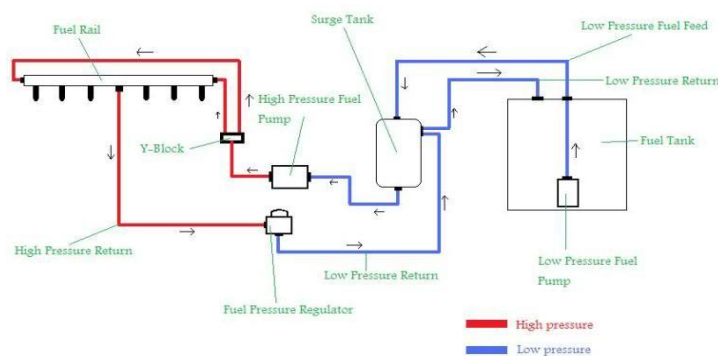 Fuel Rail
Surge Tank
Low Pressure Fuel Feed
Low Pressure Return
High Pressure Fuel
Pump
Y-Block
Fuel Tank
High Pressure Return
Low Pressure Return
Low Pressure Fuel
Pump
Fuel Pressure Regulator
High pressure
Low pressure